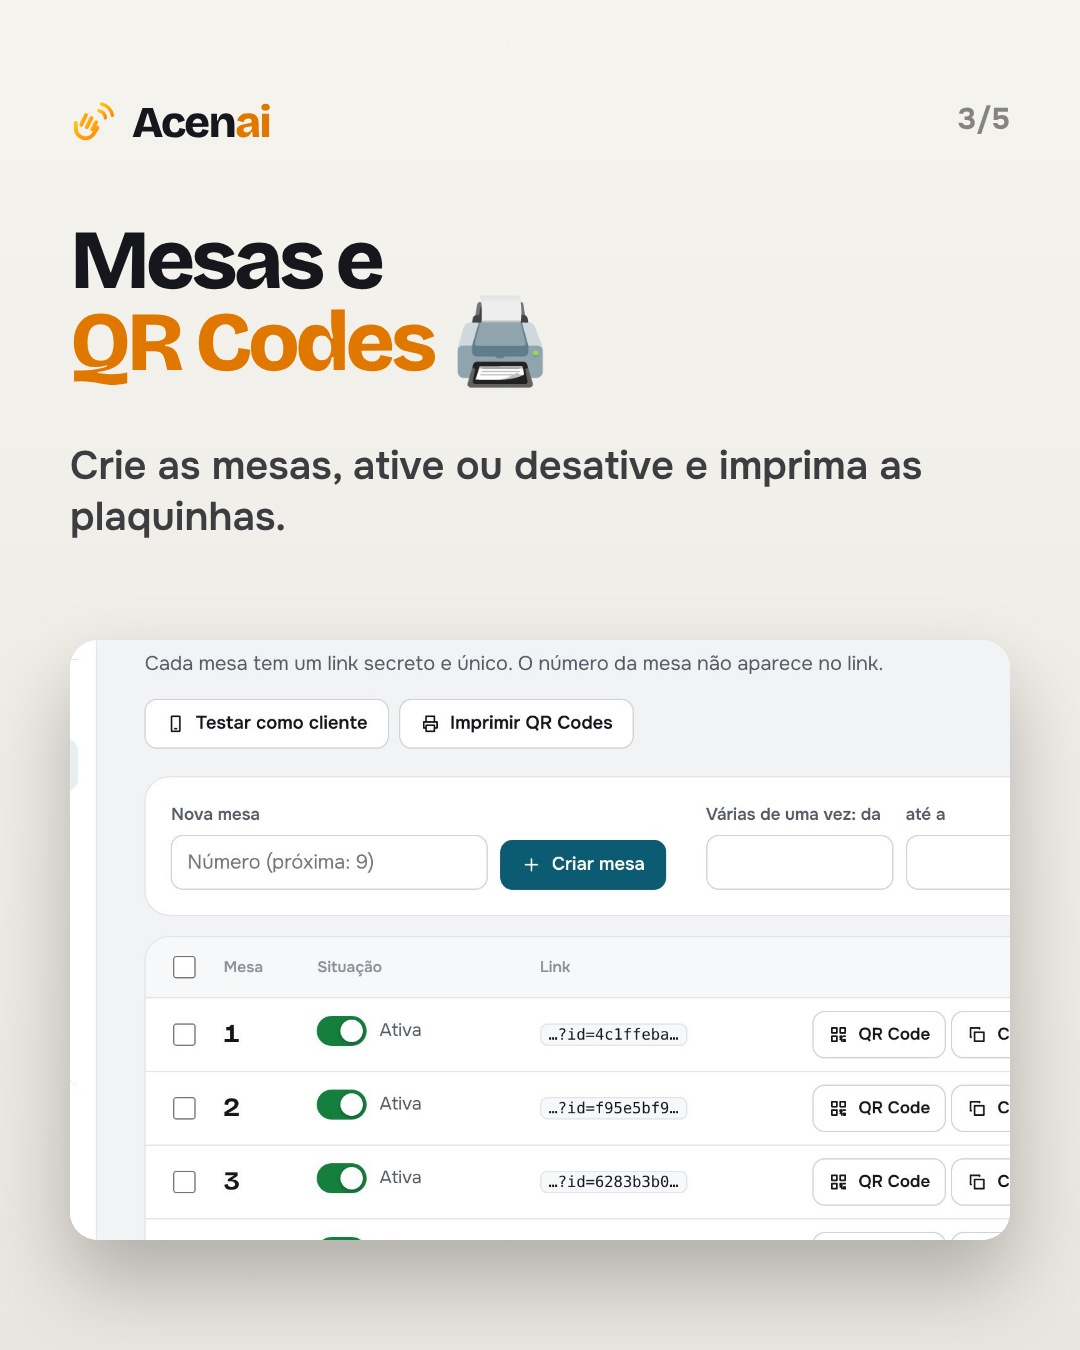 Acenai
3/5
Mesas e
QR Codes
Crie as mesas, ative ou desative e imprima as
plaquinhas.
Cada mesa tem um link secreto e único. O número da mesa não aparece no link.
Testar como cliente
Imprimir QR Codes
Nova mesa
Várias de uma vez: da
até a
Número (próxima: 9)
+ Criar mesa
Mesa
Situação
Link
1
Ativa
…?id=4c1ffeba…
QR Code
C
2
Ativa
…?id=f95e5bf9…
QR Code
C
3
Ativa
…?id=6283b3b0…
QR Code
C